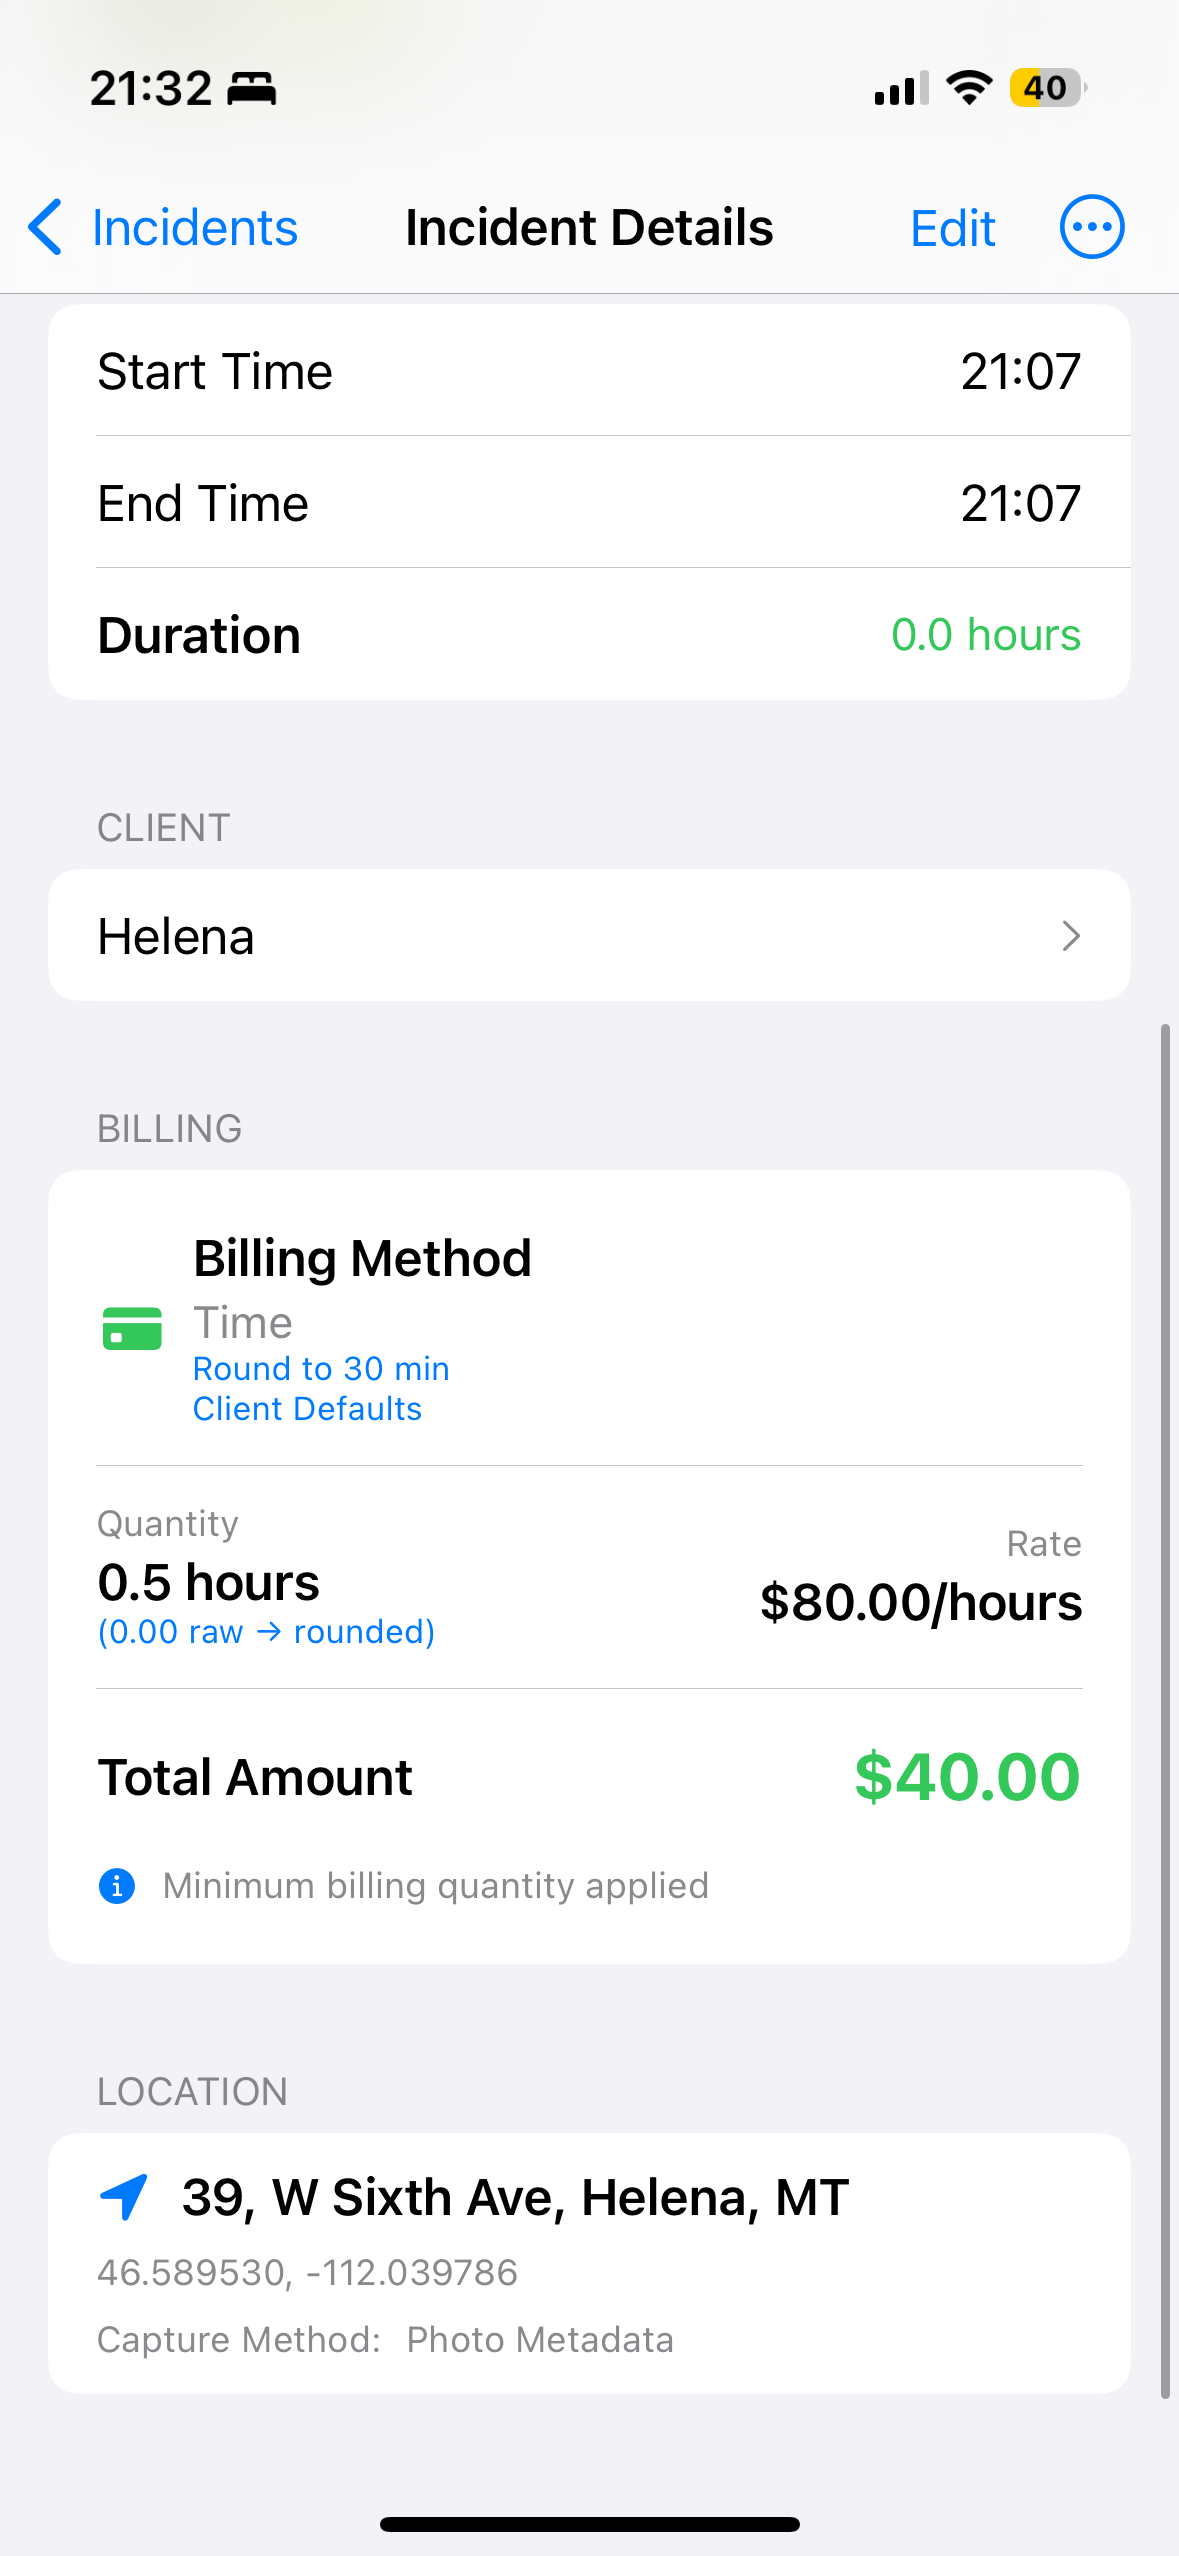 21:32
40
Incidents
Incident Details
Edit
Start Time 21:07
End Time 21:07
Duration 0.0 hours
CLIENT
Helena
BILLING
Billing Method
Time
Round to 30 min
Client Defaults
Quantity
0.5 hours
(0.00 raw → rounded)
Rate
$80.00/hours
Total Amount $40.00
Minimum billing quantity applied
LOCATION
39, W Sixth Ave, Helena, MT
46.589530, -112.039786
Capture Method: Photo Metadata